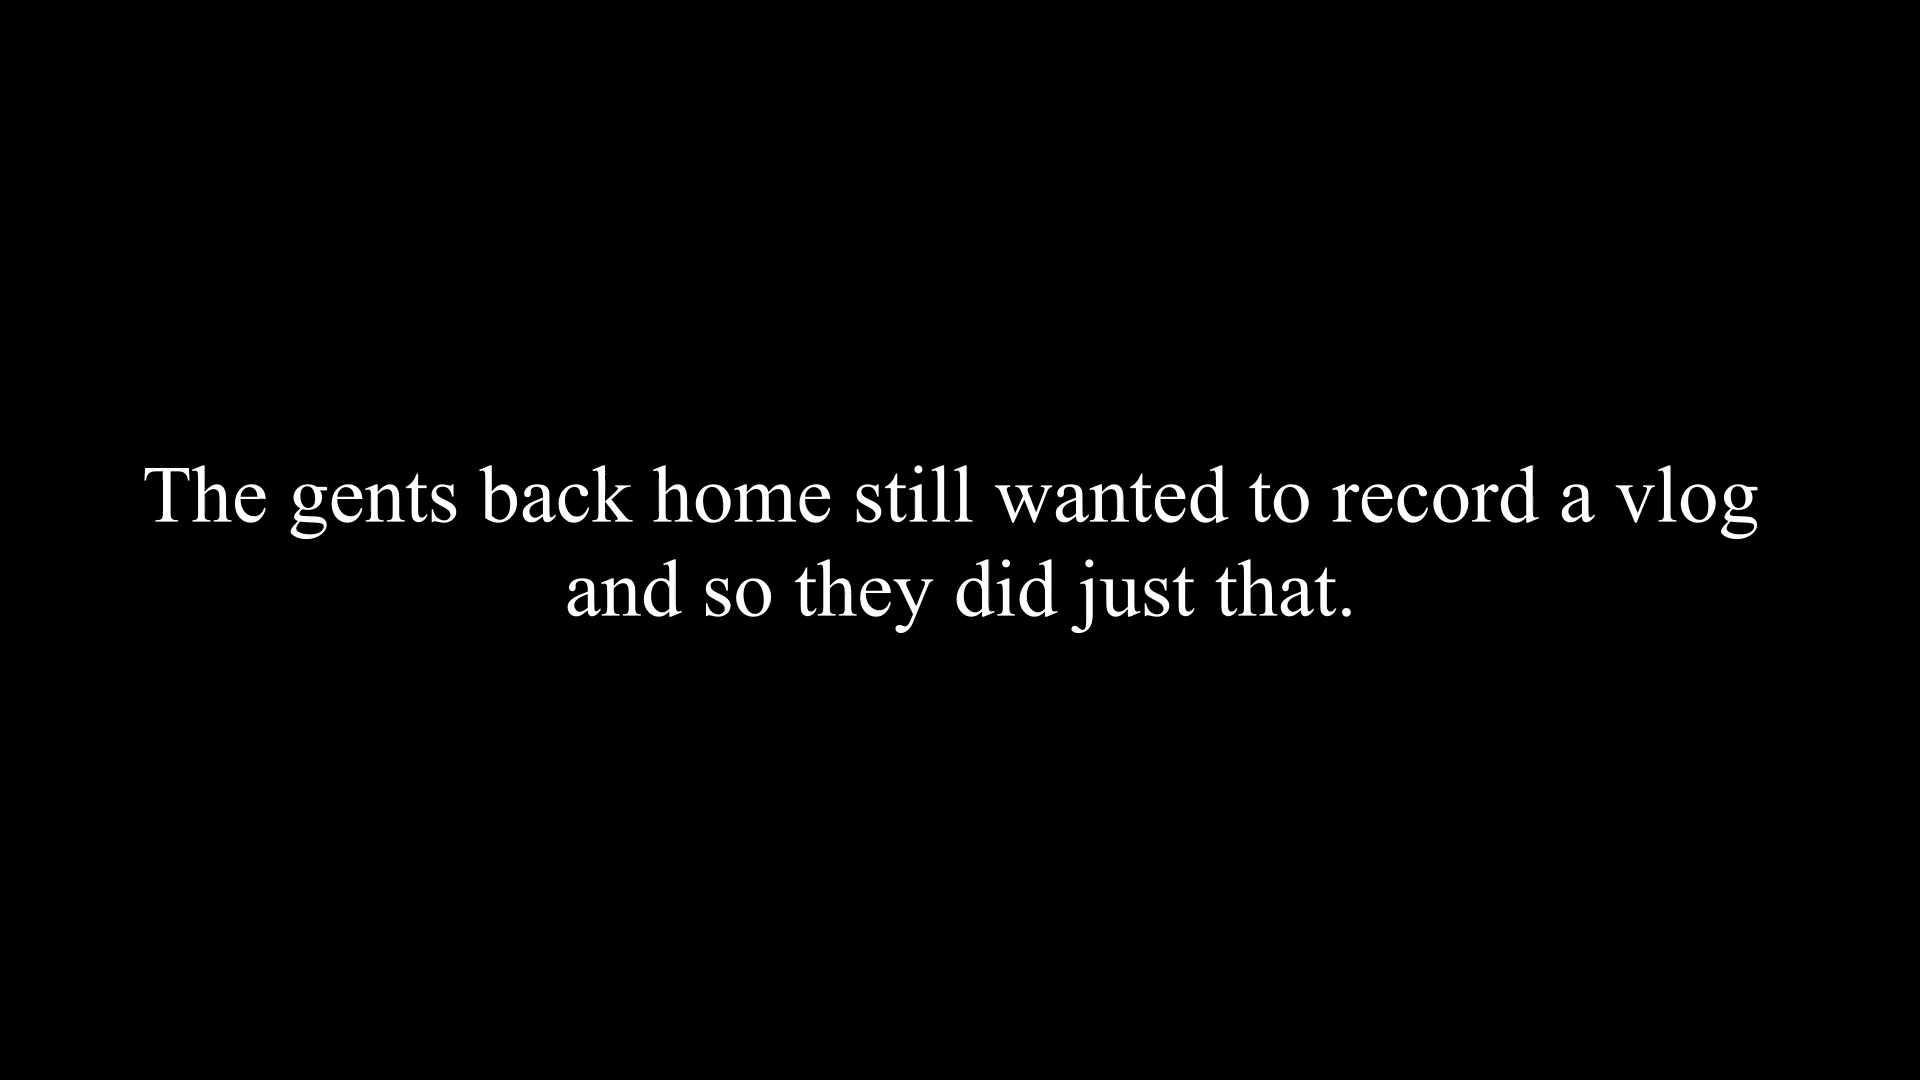 The gents back home still wanted to record a vlog
and so they did just that.